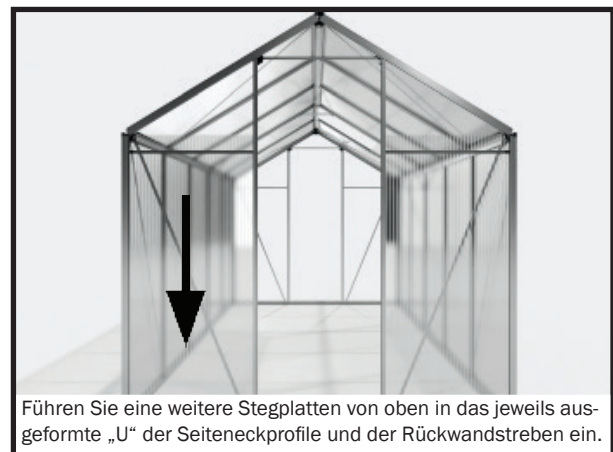 Führen Sie eine weitere Stegplatten von oben in das jeweils aus-
geformte „U“ der Seiteneckprofile und der Rückwandstreben ein.